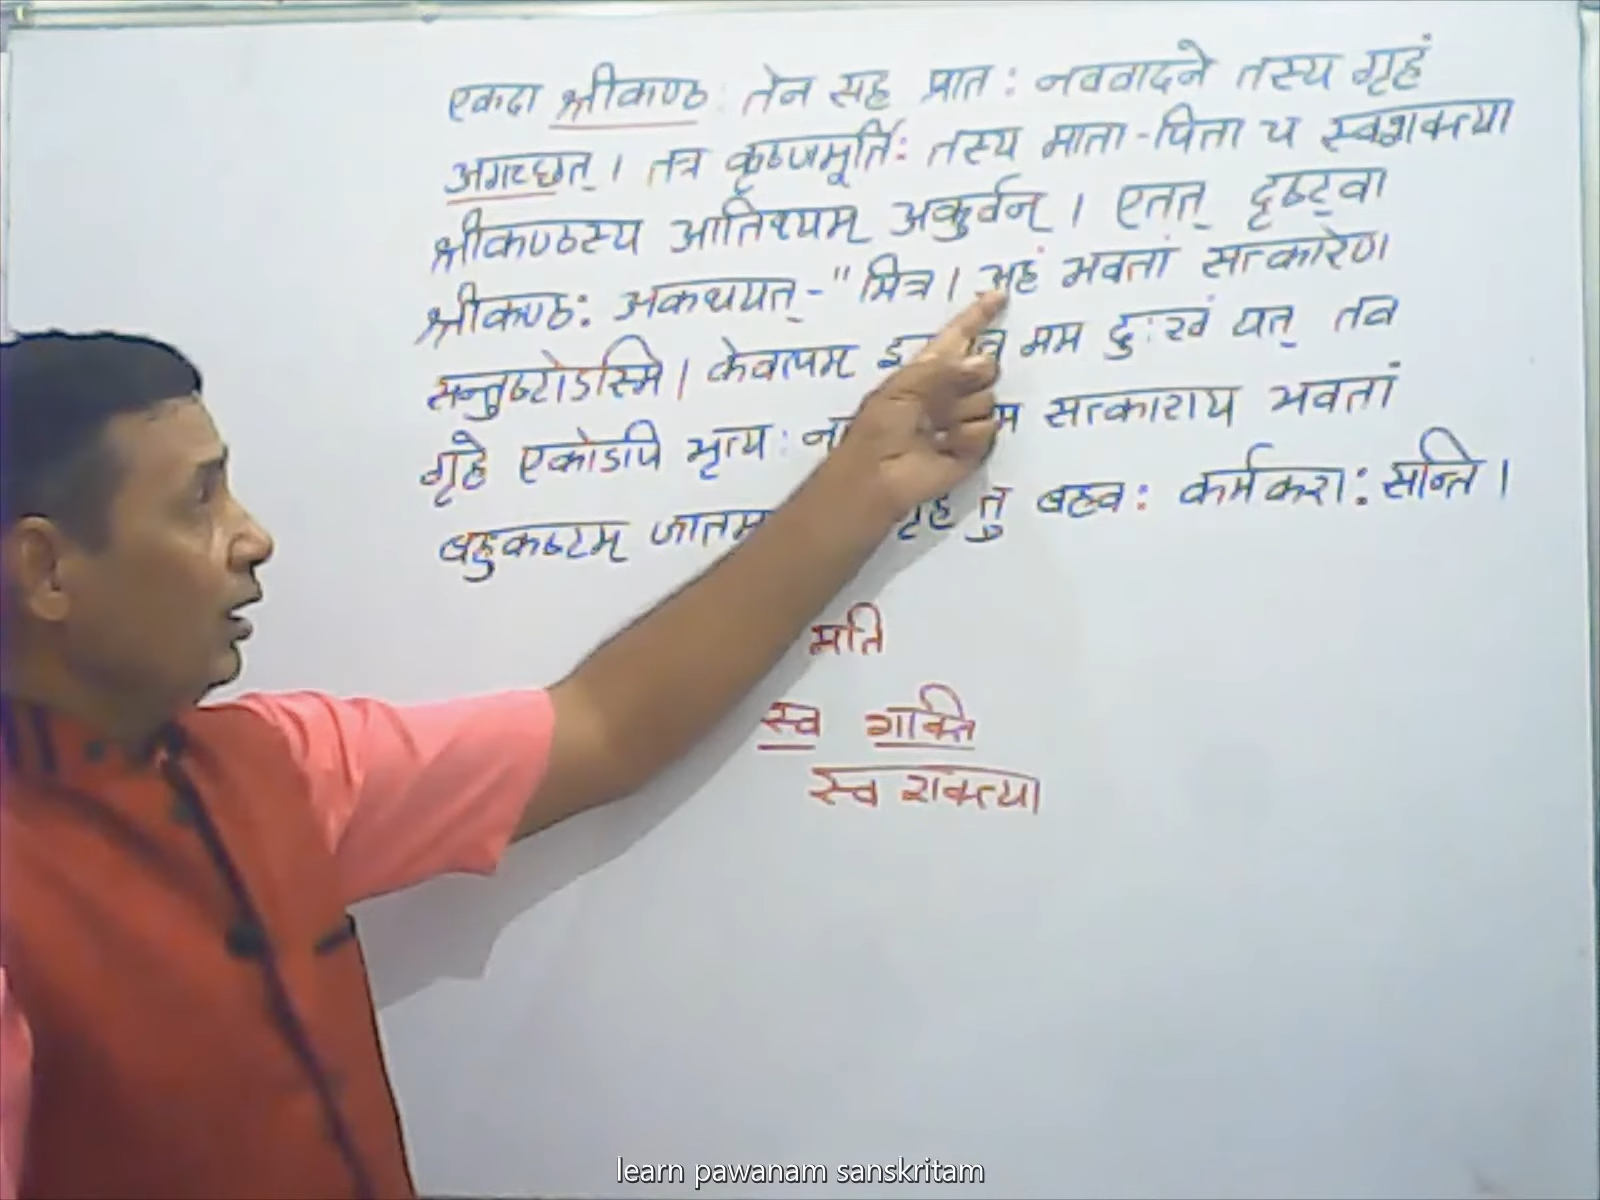 एकदा श्रीकण्ठः तेन सह प्रातः नववादने तस्य गृहं
अगच्छत्। तत्र कृष्णमूर्तिः तस्य माता-पिता च स्वशक्त्या
श्रीकण्ठस्य आतिथ्यम् अकुर्वन्। एतत् दृष्ट्वा
श्रीकण्ठः अकथयत्-"मित्र। अहं भवतां सत्कारेण
सन्तुष्टोऽस्मि। केवलम् मम दुःखं यत् तव
गृहे एकोऽपि भृत्यः सत्काराय भवतां
बहुकष्टम् जातम तु बहवः कर्मकराः सन्ति।
मति
स्व शक्ति
स्व शक्त्या
learn pawanam sanskritam